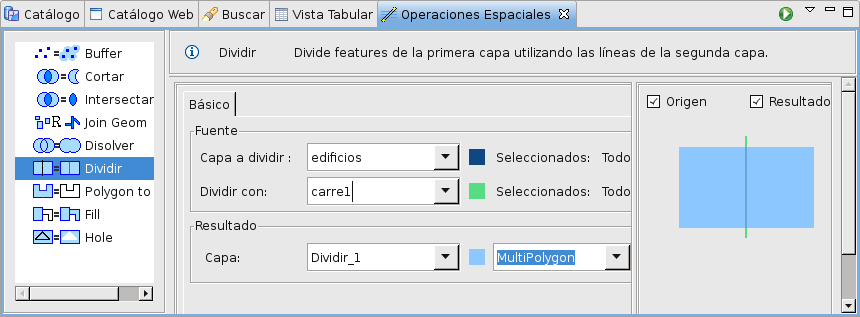 Catálogo Catálogo Web Buscar Vista Tabular Operaciones Espaciales
Dividir Divide features de la primera capa utilizando las líneas de la segunda capa.
Buffer
Cortar
Intersectar
Join Geom
Disolver
Dividir
Polygon to
Fill
Hole
Básico
Fuente
Capa a dividir : edificios Seleccionados: Todo
Dividir con: carre1 Seleccionados: Todo
Resultado
Capa: Dividir_1 MultiPolygon
Origen Resultado